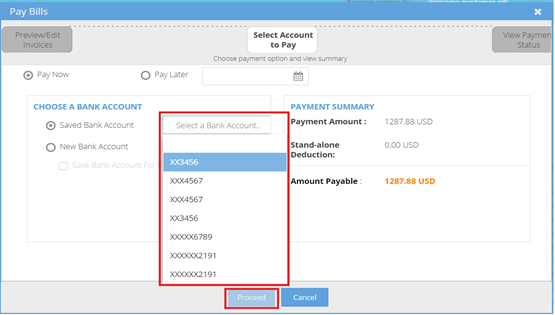 Pay Bills
Preview/Edit
Invoices
Select Account
to Pay
View Payment
Status
Choose payment option and view summary
Pay Now
Pay Later
CHOOSE A BANK ACCOUNT
Saved Bank Account
Select a Bank Account..
New Bank Account
Save Bank Account For
XX3456
XXX4567
XXX4567
XX3456
XXXXX6789
XXXXXX2191
XXXXXX2191
PAYMENT SUMMARY
Payment Amount : 1287.88 USD
Stand-alone
Deduction: 0.00 USD
Amount Payable : 1287.88 USD
Proceed
Cancel